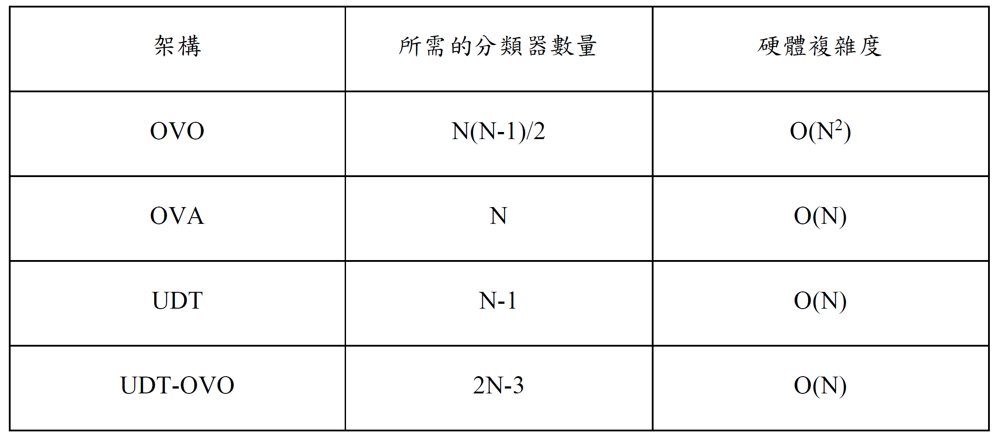 架構 所需的分類器數量 硬體複雜度
OVO N(N-1)/2 O(N²)
OVA N O(N)
UDT N-1 O(N)
UDT-OVO 2N-3 O(N)